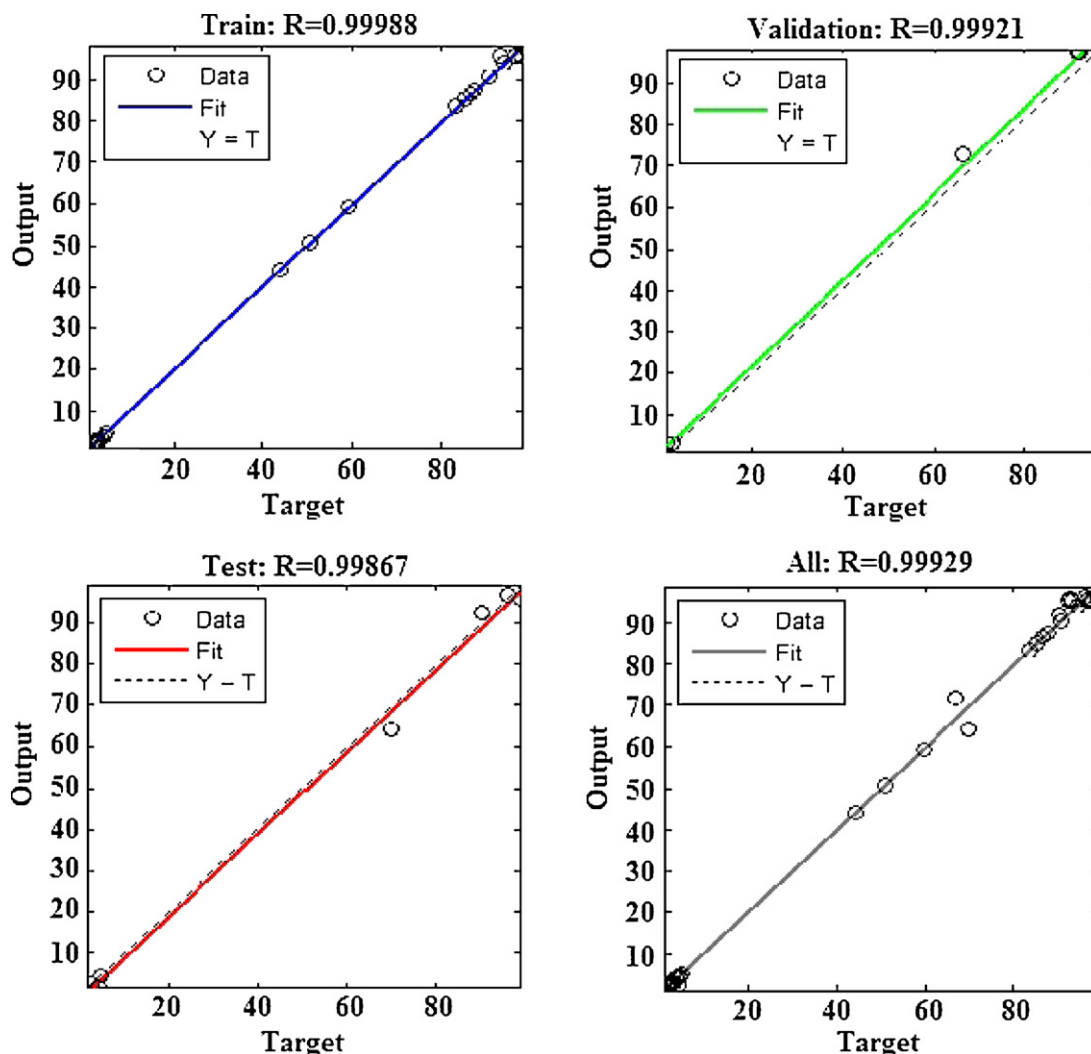 Train: R=0.99988
Data
Fit
Y = T
90
80
70
60
50
40
30
20
10
Output
20
40
60
80
Target
Validation: R=0.99921
Data
Fit
Y = T
90
80
70
60
50
40
30
20
10
Output
20
40
60
80
Target
Test: R=0.99867
Data
Fit
Y – T
90
80
70
60
50
40
30
20
10
Output
20
40
60
80
Target
All: R=0.99929
Data
Fit
Y – T
90
80
70
60
50
40
30
20
10
Output
20
40
60
80
Target